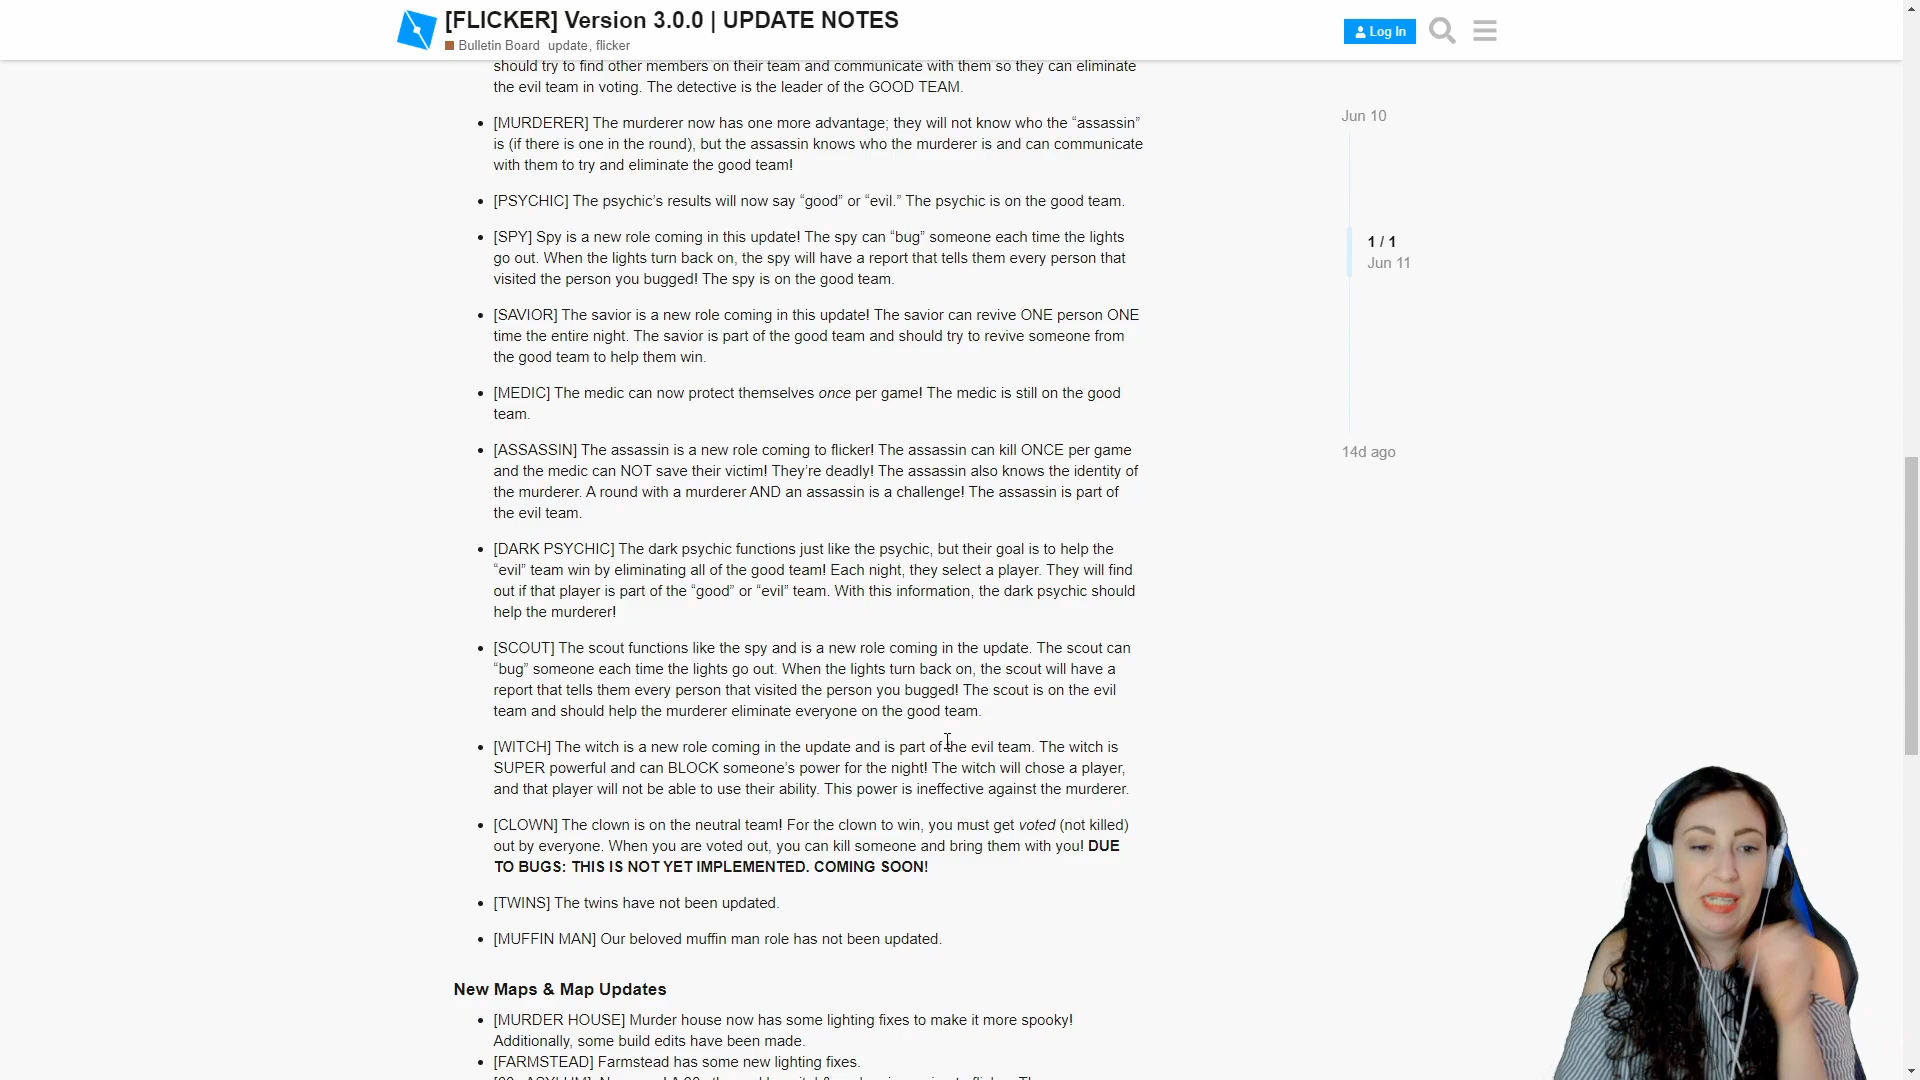 [FLICKER] Version 3.0.0 | UPDATE NOTES
Bulletin Board update, flicker
Log In
should try to find other members on their team and communicate with them so they can eliminate
the evil team in voting. The detective is the leader of the GOOD TEAM.
[MURDERER] The murderer now has one more advantage; they will not know who the “assassin”
is (if there is one in the round), but the assassin knows who the murderer is and can communicate
with them to try and eliminate the good team!
[PSYCHIC] The psychic’s results will now say “good” or “evil.” The psychic is on the good team.
[SPY] Spy is a new role coming in this update! The spy can “bug” someone each time the lights
go out. When the lights turn back on, the spy will have a report that tells them every person that
visited the person you bugged! The spy is on the good team.
[SAVIOR] The savior is a new role coming in this update! The savior can revive ONE person ONE
time the entire night. The savior is part of the good team and should try to revive someone from
the good team to help them win.
[MEDIC] The medic can now protect themselves once per game! The medic is still on the good
team.
[ASSASSIN] The assassin is a new role coming to flicker! The assassin can kill ONCE per game
and the medic can NOT save their victim! They’re deadly! The assassin also knows the identity of
the murderer. A round with a murderer AND an assassin is a challenge! The assassin is part of
the evil team.
[DARK PSYCHIC] The dark psychic functions just like the psychic, but their goal is to help the
“evil” team win by eliminating all of the good team! Each night, they select a player. They will find
out if that player is part of the “good” or “evil” team. With this information, the dark psychic should
help the murderer!
[SCOUT] The scout functions like the spy and is a new role coming in the update. The scout can
“bug” someone each time the lights go out. When the lights turn back on, the scout will have a
report that tells them every person that visited the person you bugged! The scout is on the evil
team and should help the murderer eliminate everyone on the good team.
[WITCH] The witch is a new role coming in the update and is part of the evil team. The witch is
SUPER powerful and can BLOCK someone’s power for the night! The witch will chose a player,
and that player will not be able to use their ability. This power is ineffective against the murderer.
[CLOWN] The clown is on the neutral team! For the clown to win, you must get voted (not killed)
out by everyone. When you are voted out, you can kill someone and bring them with you! DUE
TO BUGS: THIS IS NOT YET IMPLEMENTED. COMING SOON!
[TWINS] The twins have not been updated.
[MUFFIN MAN] Our beloved muffin man role has not been updated.
New Maps & Map Updates
[MURDER HOUSE] Murder house now has some lighting fixes to make it more spooky!
Additionally, some build edits have been made.
[FARMSTEAD] Farmstead has some new lighting fixes.
Jun 10
1 / 1
Jun 11
14d ago